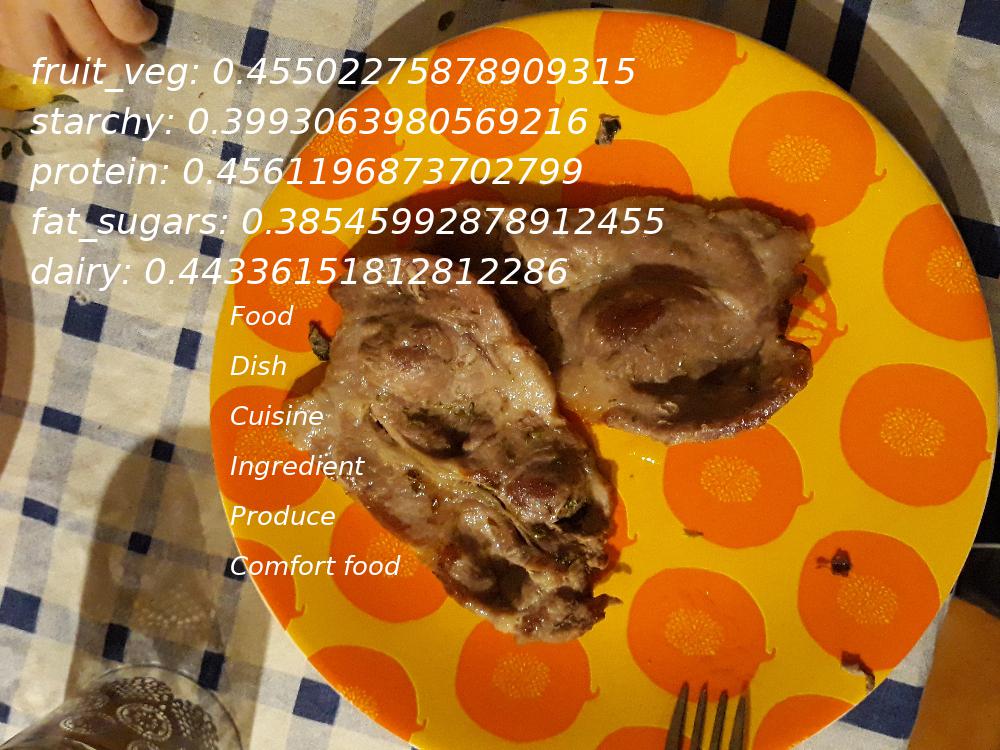 fruit_veg: 0.45502275878909315
starchy: 0.3993063980569216
protein: 0.4561196873702799
fat_sugars: 0.38545992878912455
dairy: 0.44336151812812286
Food
Dish
Cuisine
Ingredient
Produce
Comfort food